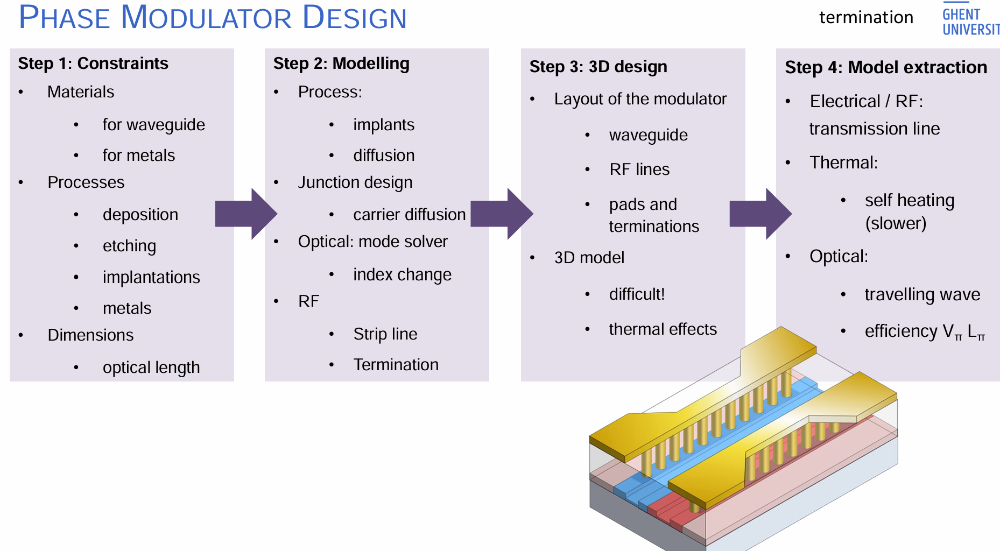 PHASE MODULATOR DESIGN
termination
GHENT
UNIVERSIT
Step 1: Constraints
• Materials
• for waveguide
• for metals
• Processes
• deposition
• etching
• implantations
• metals
• Dimensions
• optical length
Step 2: Modelling
• Process:
• implants
• diffusion
• Junction design
• carrier diffusion
• Optical: mode solver
• index change
• RF
• Strip line
• Termination
Step 3: 3D design
• Layout of the modulator
• waveguide
• RF lines
• pads and
terminations
• 3D model
• difficult!
• thermal effects
Step 4: Model extraction
• Electrical / RF:
transmission line
• Thermal:
• self heating
(slower)
• Optical:
• travelling wave
• efficiency Vπ Lπ